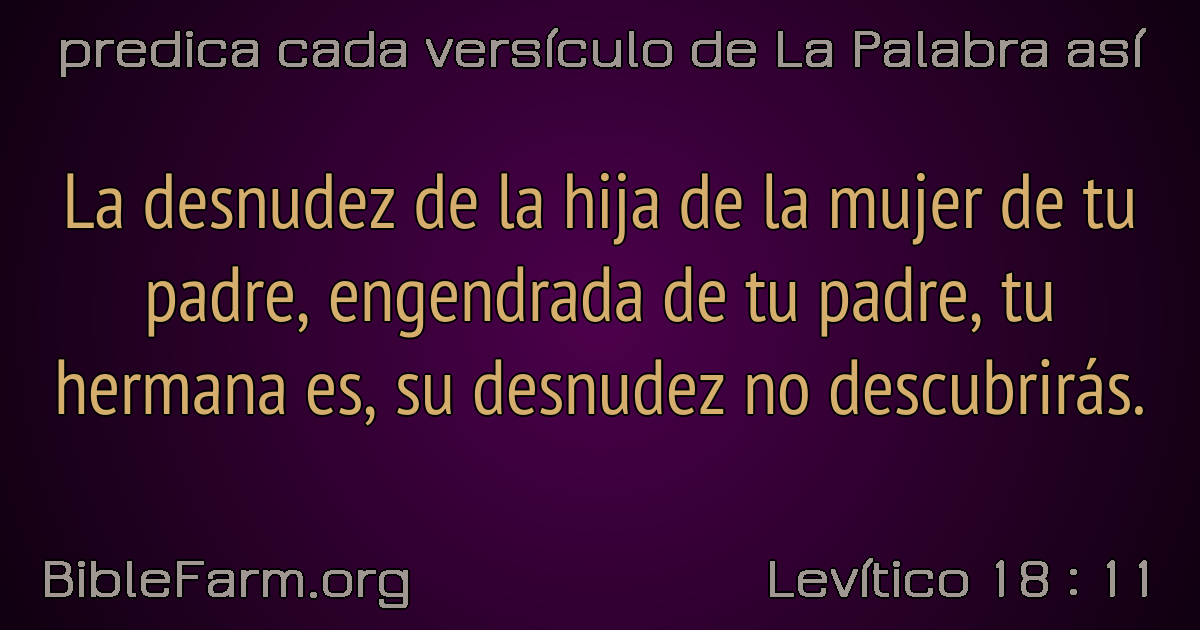 predica cada versículo de La Palabra así
La desnudez de la hija de la mujer de tu
padre, engendrada de tu padre, tu
hermana es, su desnudez no descubrirás.
BibleFarm.org
Levítico 18 : 11